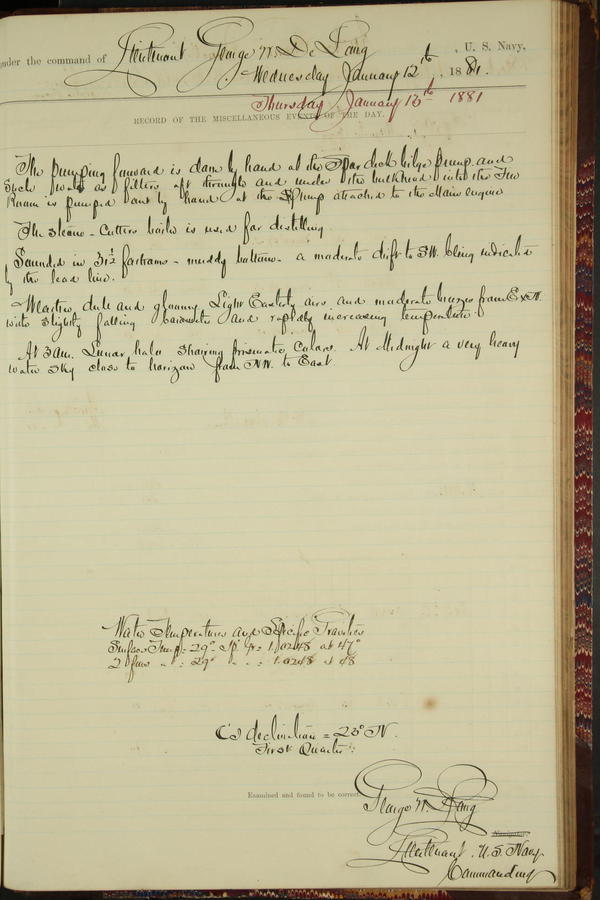 under the command of Lieutenant George W. De Long, U. S. Navy,
Wednesday January 12th, 1881.
Thursday January 13th 1881
RECORD OF THE MISCELLANEOUS EVENTS OF THE DAY.
The pumping forward is done by hand at the Spar deck bilge pump and
such water as filters aft through and under the bulkhead into the Fire
Room is pumped out by hand at the pump attached to the Main engine
The steam-cutters boiler is used for distilling
Sounded in 31½ fathoms - muddy bottom - a moderate drift to SW. being indicated
by the lead line.
Weather dull and gloomy. Light Easterly airs and moderate breezes from E x N.
with slightly falling barometer and rapidly increasing temperature.
At 3 am. Lunar halo showing prismatic colors. At Midnight a very heavy
water sky close to horizon from NW. to East.
Water Temperatures and Specific Gravities
Surface Temp = 29° Sp. Gr = 1.0248 at 47°
2 fms " = 29° " " = 1.0248 at 48
☾'s declination = 23° N.
First Quarter.
Examined and found to be correct.
George W. De Long
Navigator.
Lieutenant, U.S. Navy
Commanding